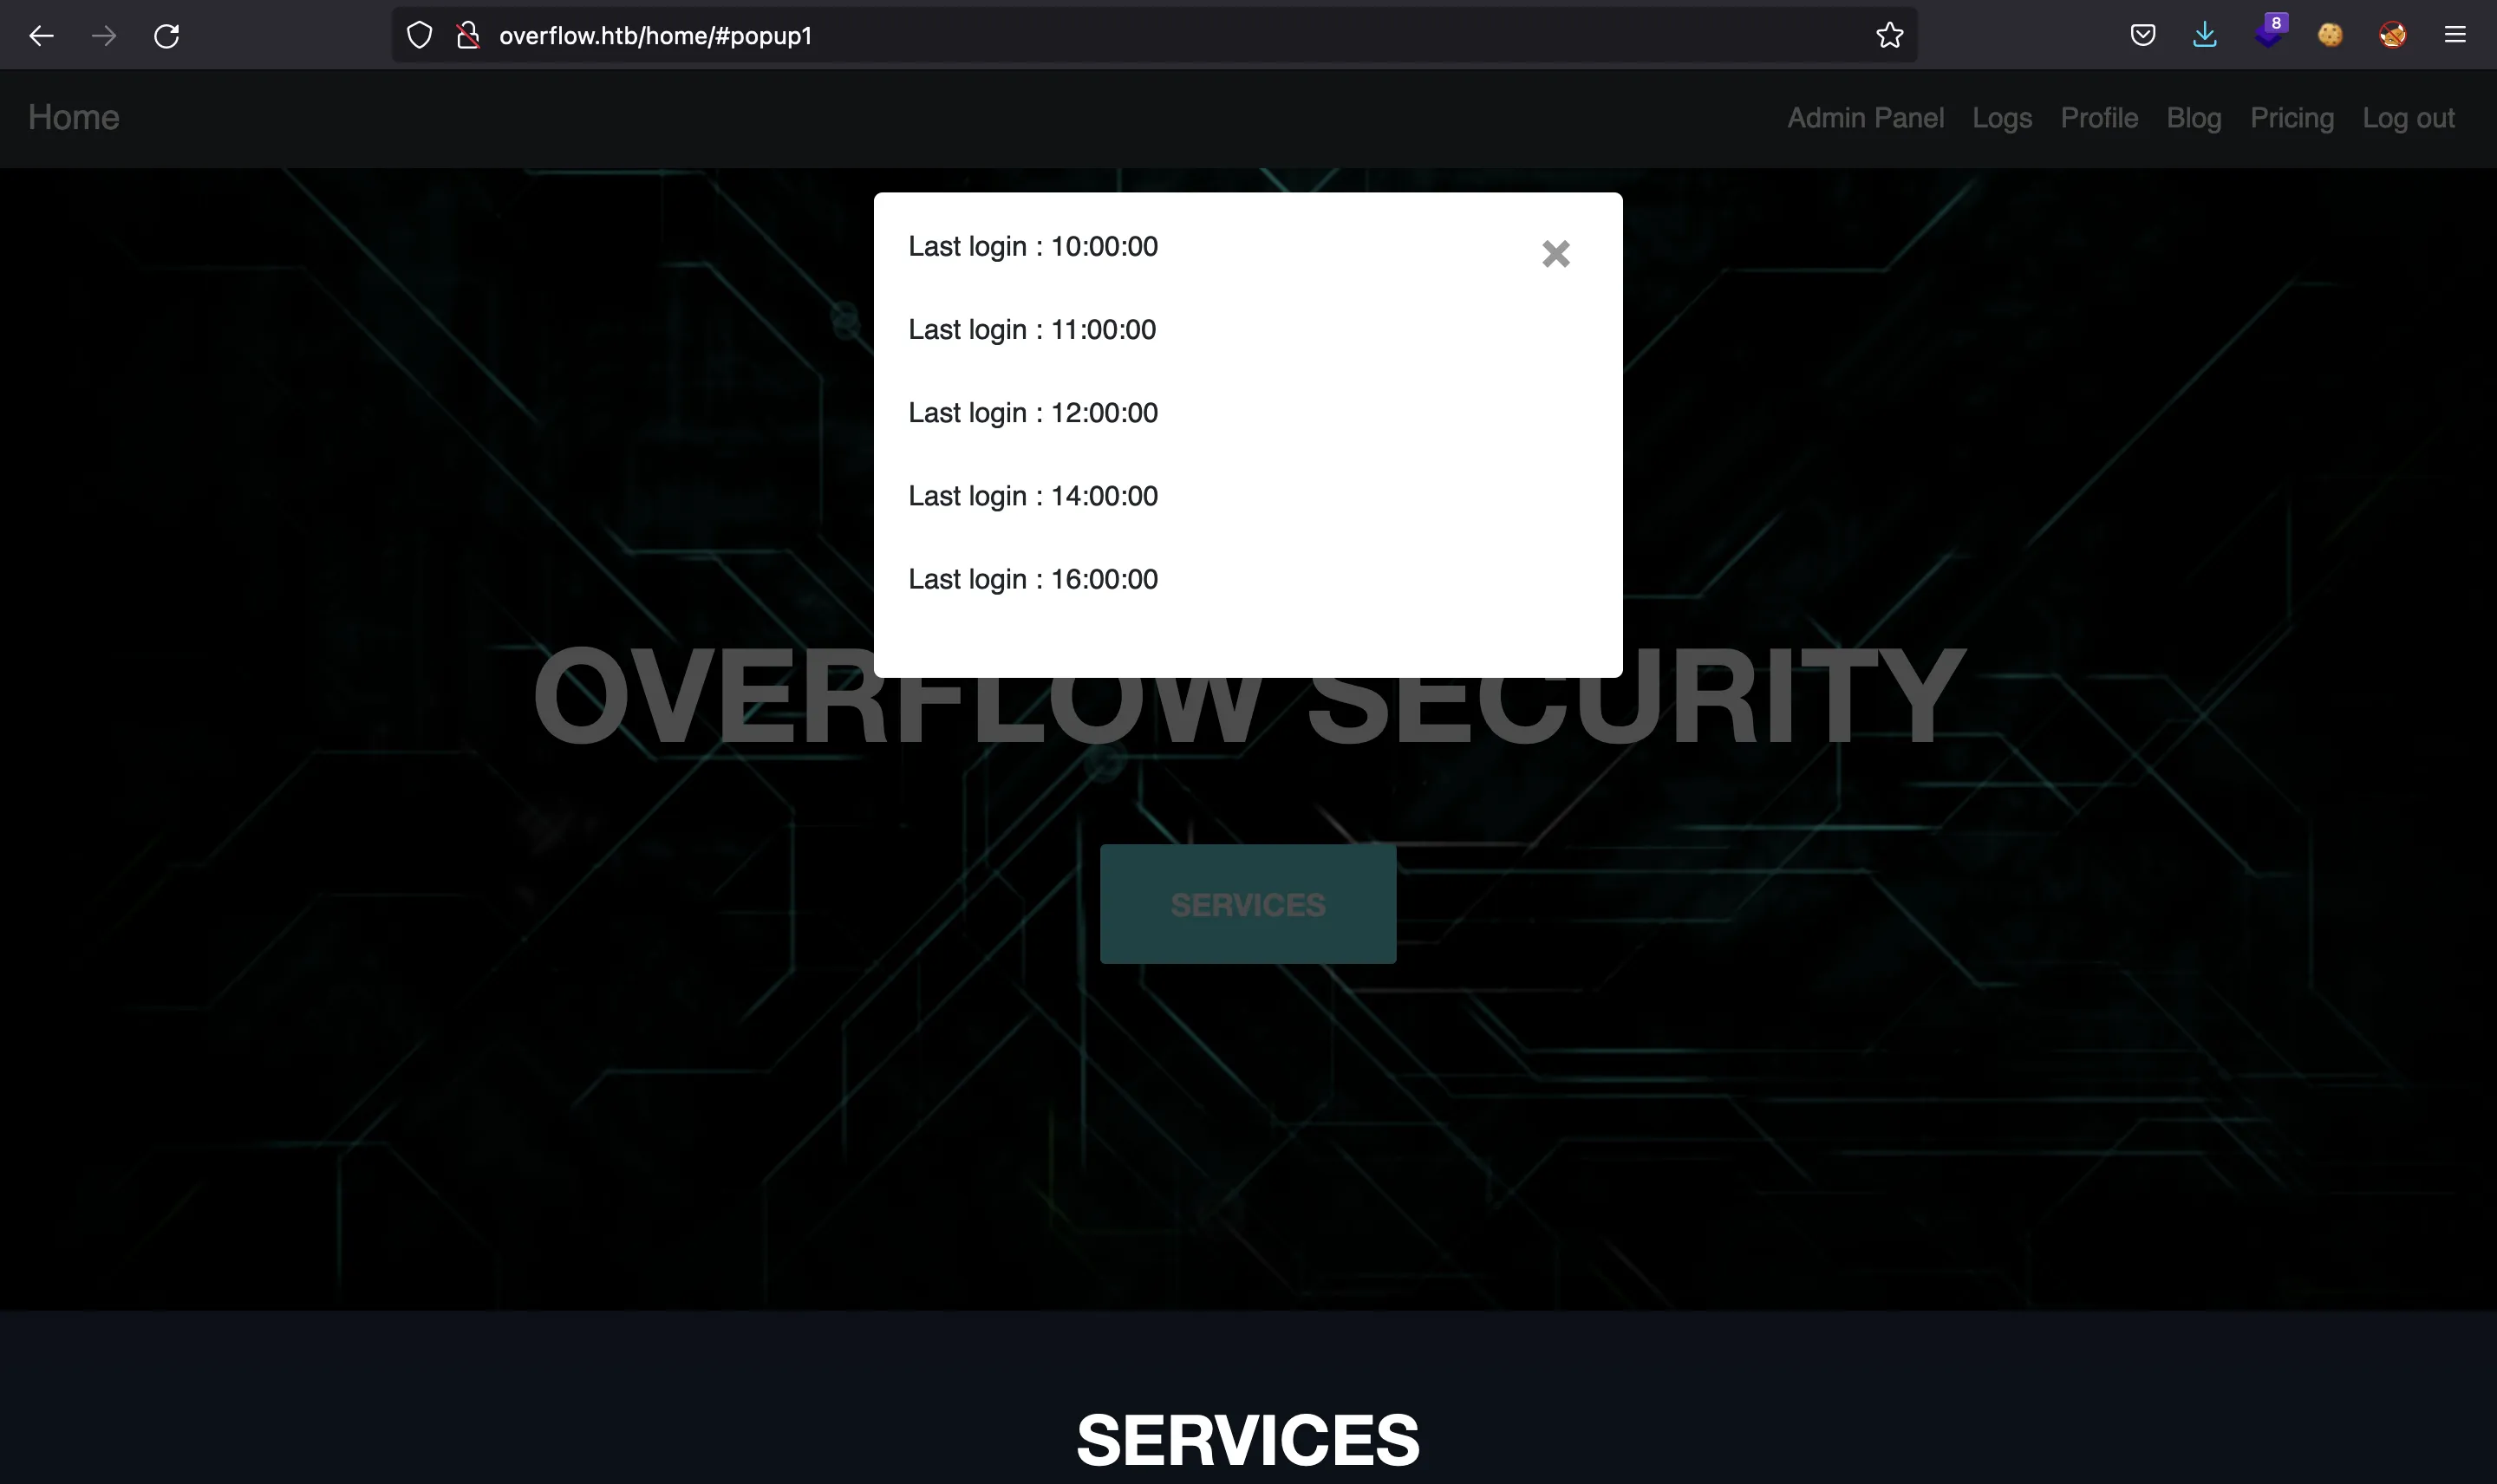 overflow.htb/home/#popup1
8
Home
Admin Panel Logs Profile Blog Pricing Log out
Last login : 10:00:00
Last login : 11:00:00
Last login : 12:00:00
Last login : 14:00:00
Last login : 16:00:00
OVERFLOW SECURITY
SERVICES
SERVICES